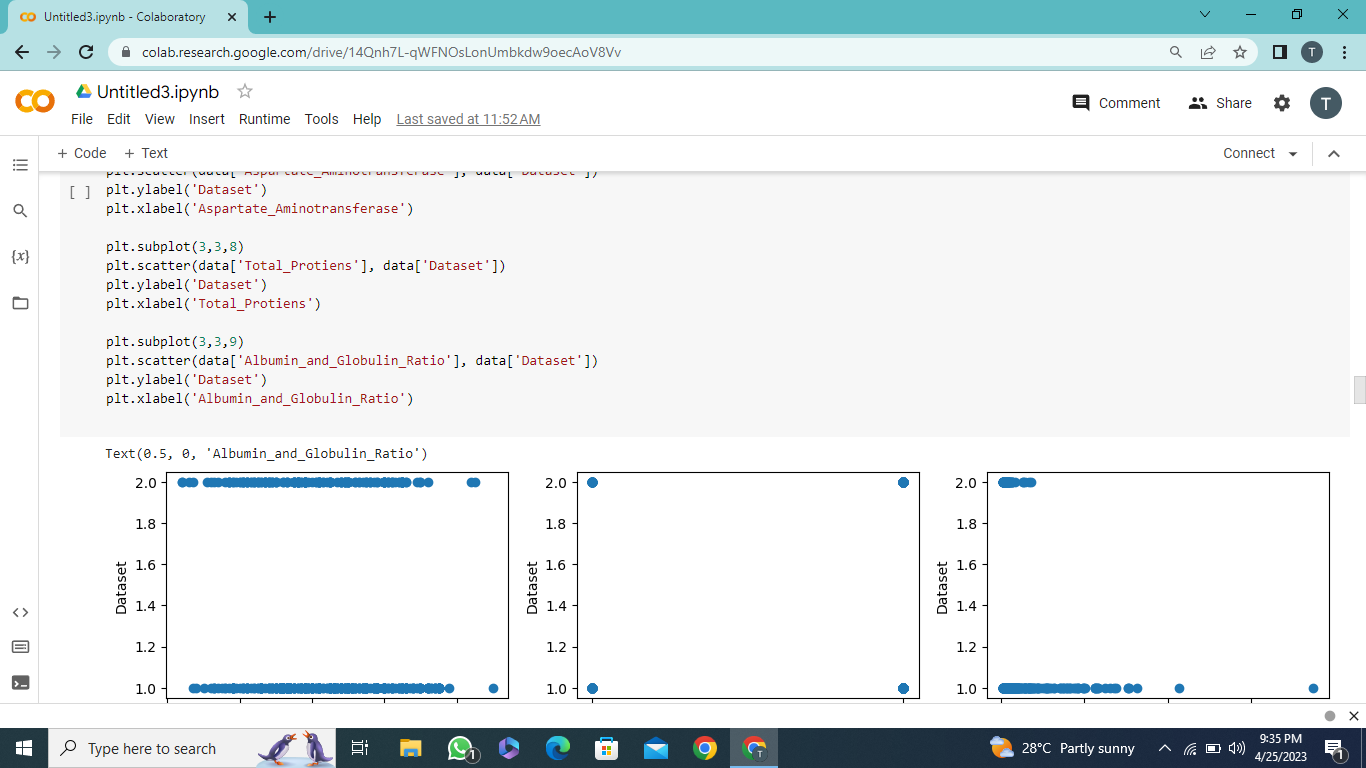 Untitled3.ipynb - Colaboratory
colab.research.google.com/drive/14Qnh7L-qWFNOsLonUmbkdw9oecAoV8Vv
T
Untitled3.ipynb
File Edit View Insert Runtime Tools Help Last saved at 11:52 AM
Comment Share T
+ Code + Text Connect
plt.scatter(data['Aspartate_Aminotransferase'], data['Dataset'])
[ ] plt.ylabel('Dataset')
plt.xlabel('Aspartate_Aminotransferase')
plt.subplot(3,3,8)
plt.scatter(data['Total_Protiens'], data['Dataset'])
plt.ylabel('Dataset')
plt.xlabel('Total_Protiens')
plt.subplot(3,3,9)
plt.scatter(data['Albumin_and_Globulin_Ratio'], data['Dataset'])
plt.ylabel('Dataset')
plt.xlabel('Albumin_and_Globulin_Ratio')
Text(0.5, 0, 'Albumin_and_Globulin_Ratio')
2.0 2.0 2.0
1.8 1.8 1.8
1.6 1.6 1.6
Dataset Dataset Dataset
1.4 1.4 1.4
1.2 1.2 1.2
1.0 1.0 1.0
{x}
<>
Type here to search
1
T
28°C Partly sunny
9:35 PM
4/25/2023
1